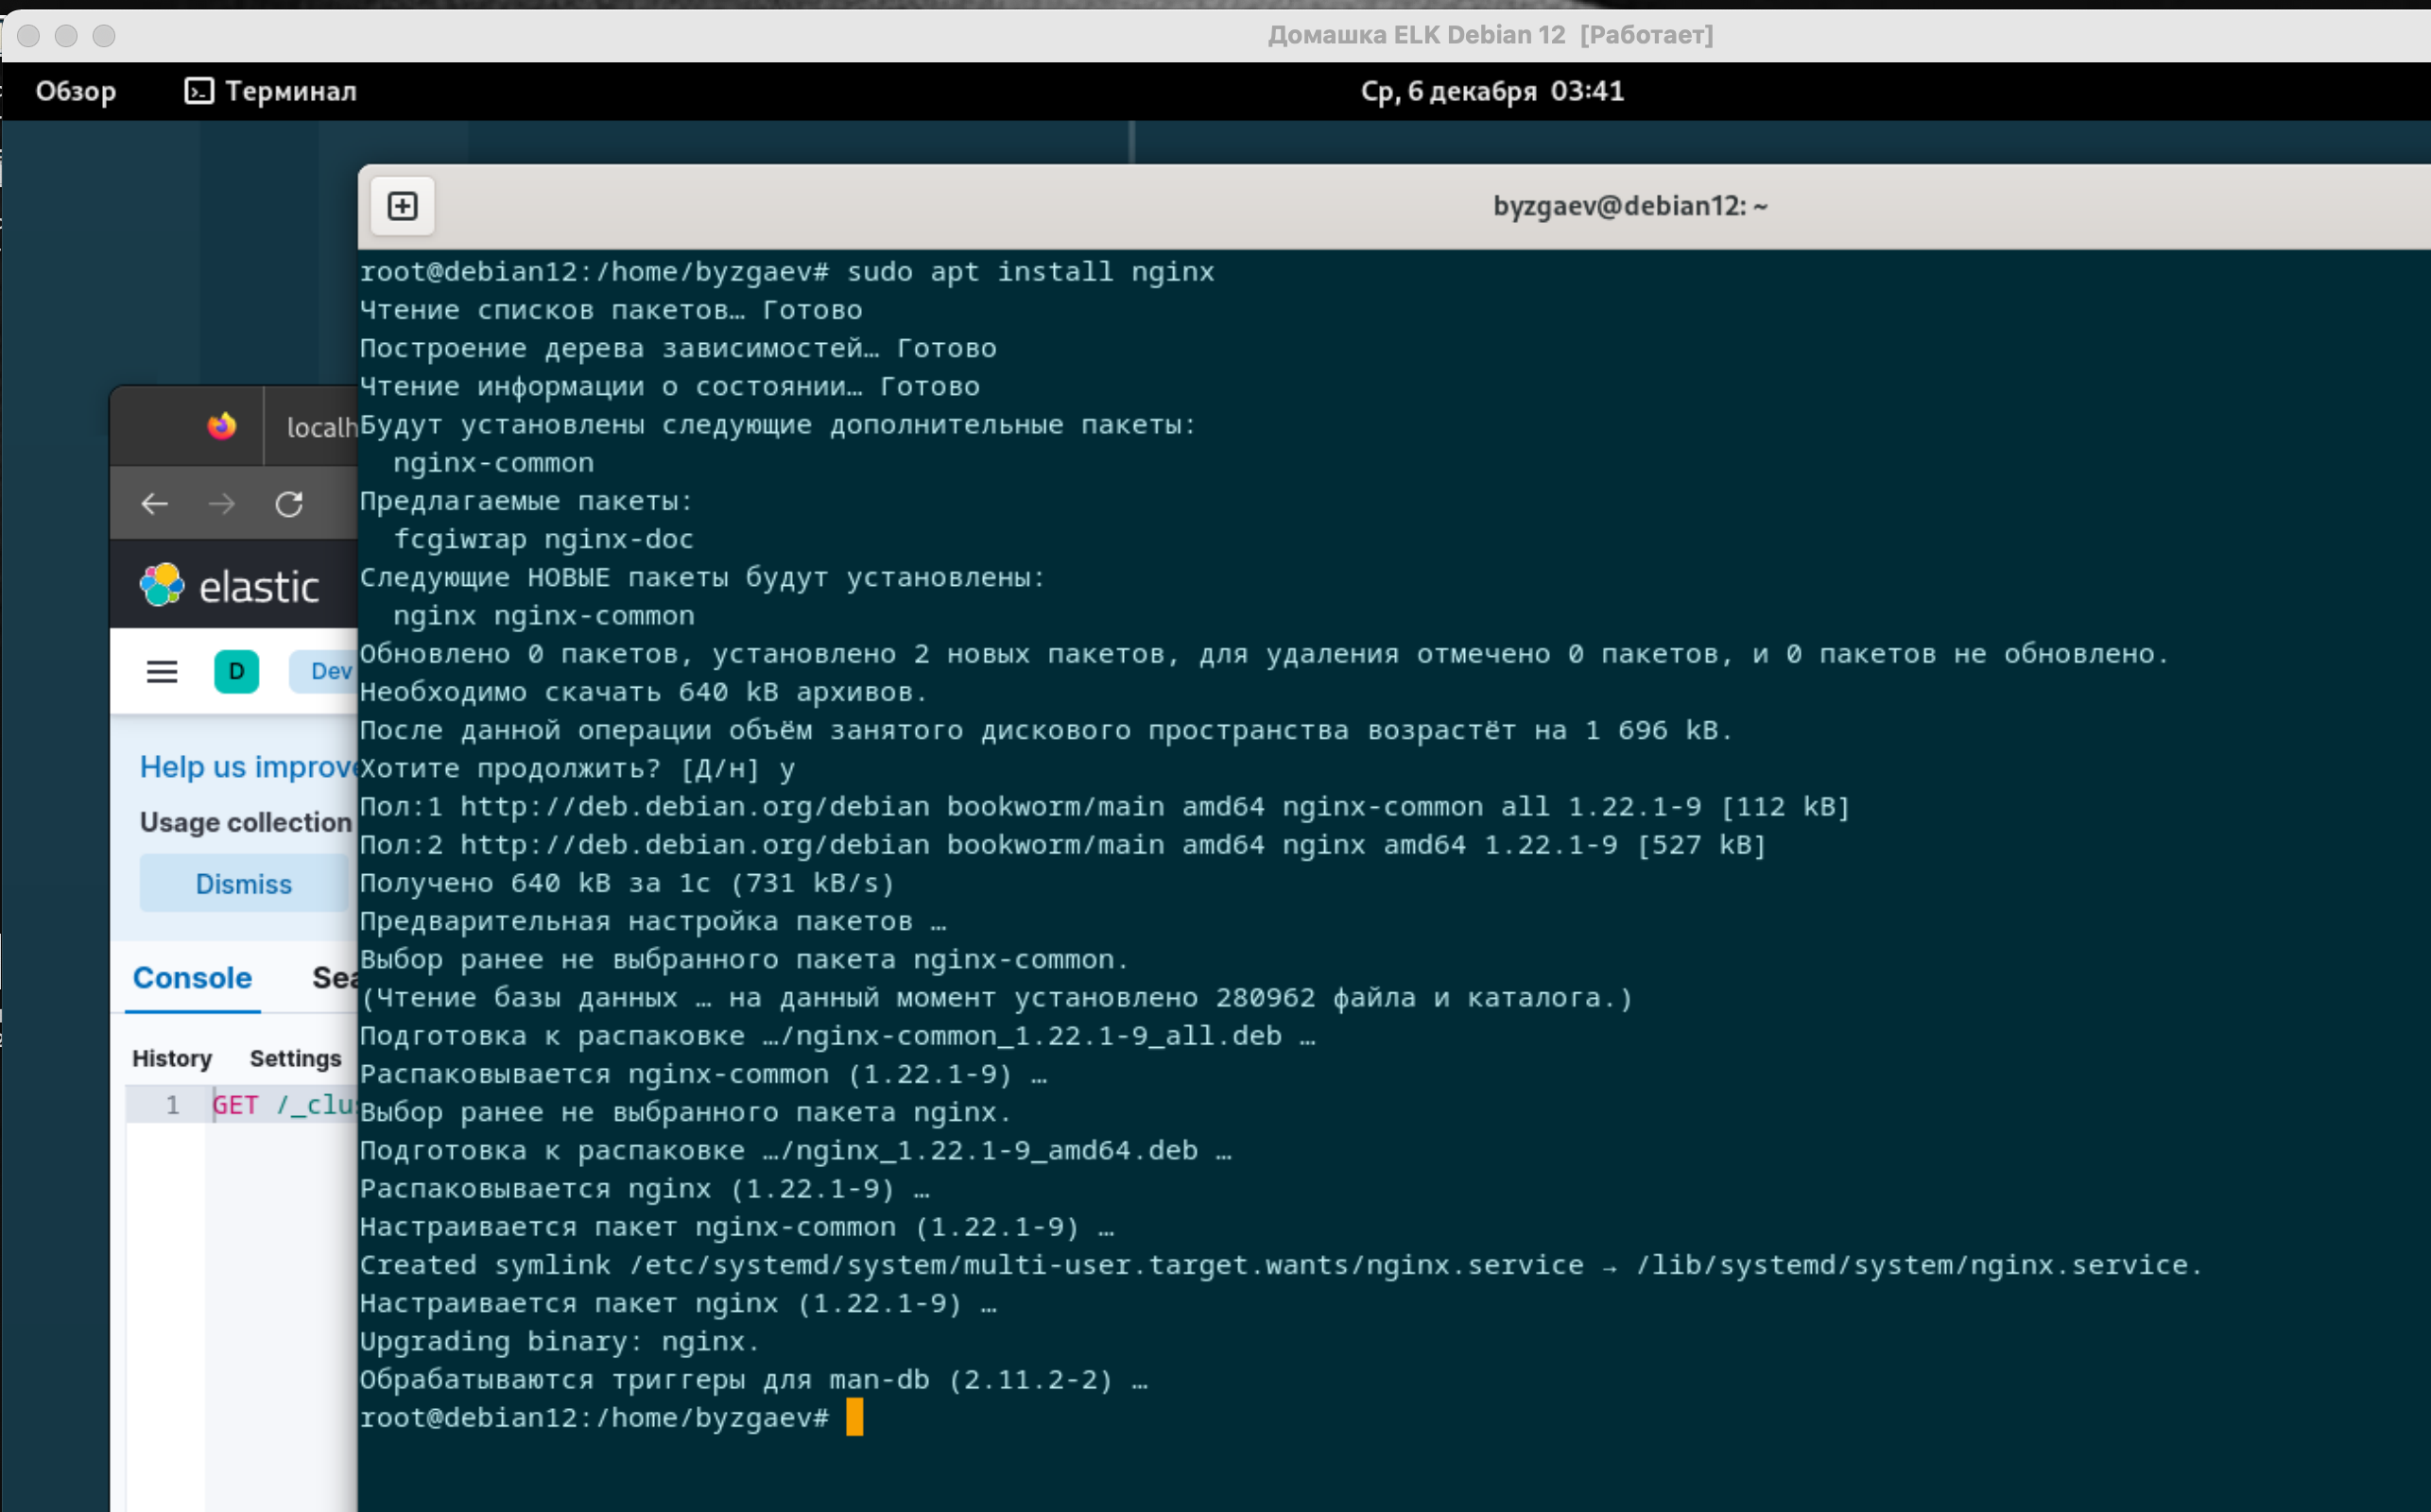 Домашка ELK Debian 12 [Работает]
Обзор Терминал Ср, 6 декабря 03:41
byzgaev@debian12: ~
root@debian12:/home/byzgaev# sudo apt install nginx
Чтение списков пакетов… Готово
Построение дерева зависимостей… Готово
Чтение информации о состоянии… Готово
Будут установлены следующие дополнительные пакеты:
  nginx-common
Предлагаемые пакеты:
  fcgiwrap nginx-doc
Следующие НОВЫЕ пакеты будут установлены:
  nginx nginx-common
Обновлено 0 пакетов, установлено 2 новых пакетов, для удаления отмечено 0 пакетов, и 0 пакетов не обновлено.
Необходимо скачать 640 kB архивов.
После данной операции объём занятого дискового пространства возрастёт на 1 696 kB.
Хотите продолжить? [Д/н] y
Пол:1 http://deb.debian.org/debian bookworm/main amd64 nginx-common all 1.22.1-9 [112 kB]
Пол:2 http://deb.debian.org/debian bookworm/main amd64 nginx amd64 1.22.1-9 [527 kB]
Получено 640 kB за 1с (731 kB/s)
Предварительная настройка пакетов …
Выбор ранее не выбранного пакета nginx-common.
(Чтение базы данных … на данный момент установлено 280962 файла и каталога.)
Подготовка к распаковке …/nginx-common_1.22.1-9_all.deb …
Распаковывается nginx-common (1.22.1-9) …
Выбор ранее не выбранного пакета nginx.
Подготовка к распаковке …/nginx_1.22.1-9_amd64.deb …
Распаковывается nginx (1.22.1-9) …
Настраивается пакет nginx-common (1.22.1-9) …
Created symlink /etc/systemd/system/multi-user.target.wants/nginx.service → /lib/systemd/system/nginx.service.
Настраивается пакет nginx (1.22.1-9) …
Upgrading binary: nginx.
Обрабатываются триггеры для man-db (2.11.2-2) …
root@debian12:/home/byzgaev#
localh
elastic
D Dev
Help us improve
Usage collection
Dismiss
Console Sea
History Settings
1 GET /_clu